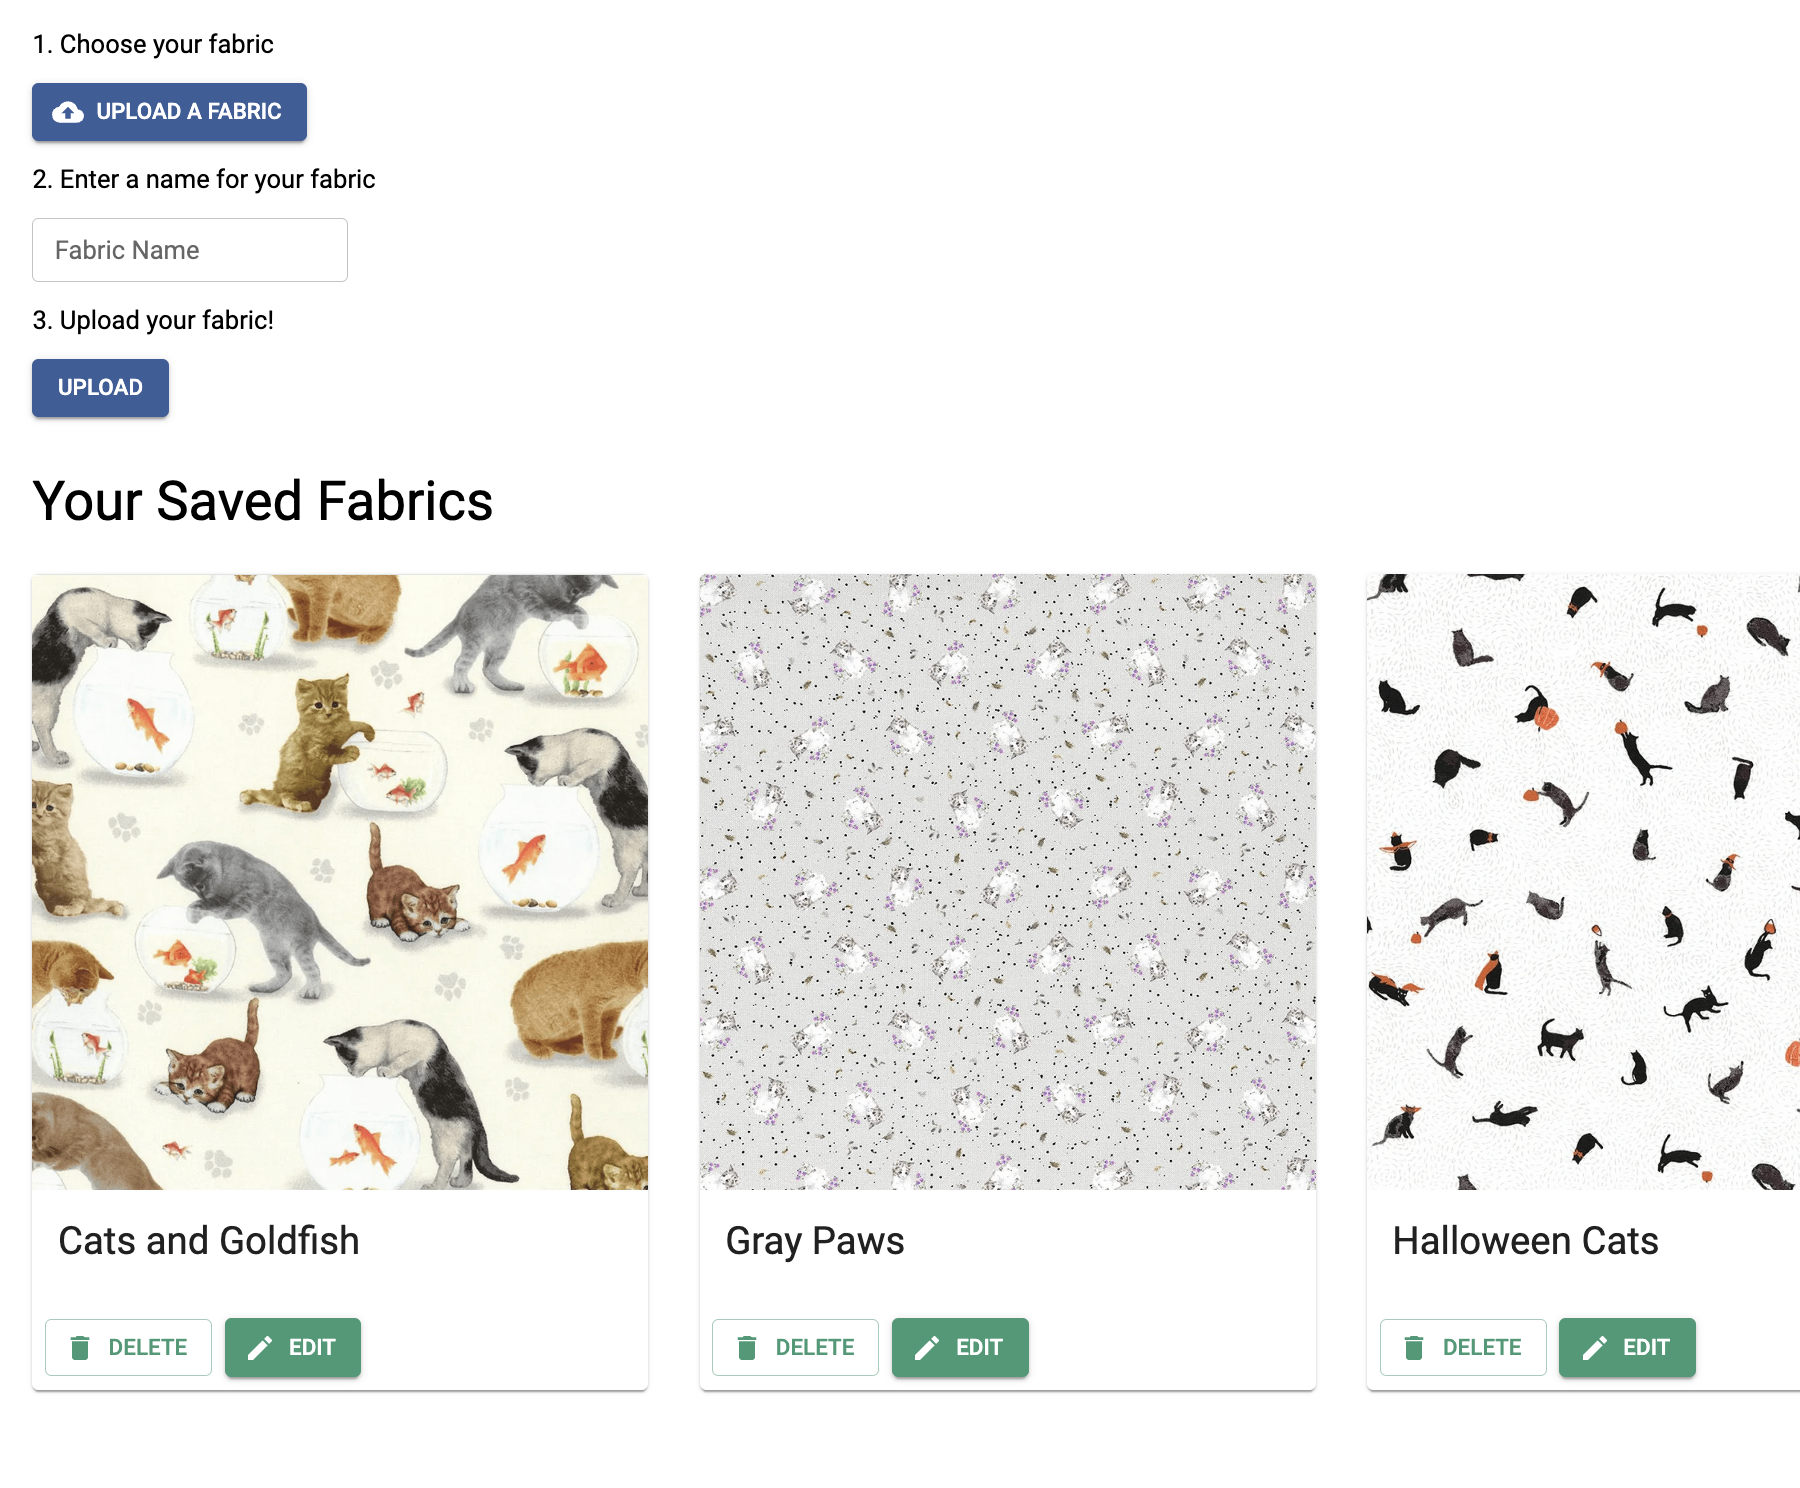 1. Choose your fabric
UPLOAD A FABRIC
2. Enter a name for your fabric
Fabric Name
3. Upload your fabric!
UPLOAD
Your Saved Fabrics
Cats and Goldfish
DELETE EDIT
Gray Paws
DELETE EDIT
Halloween Cats
DELETE EDIT